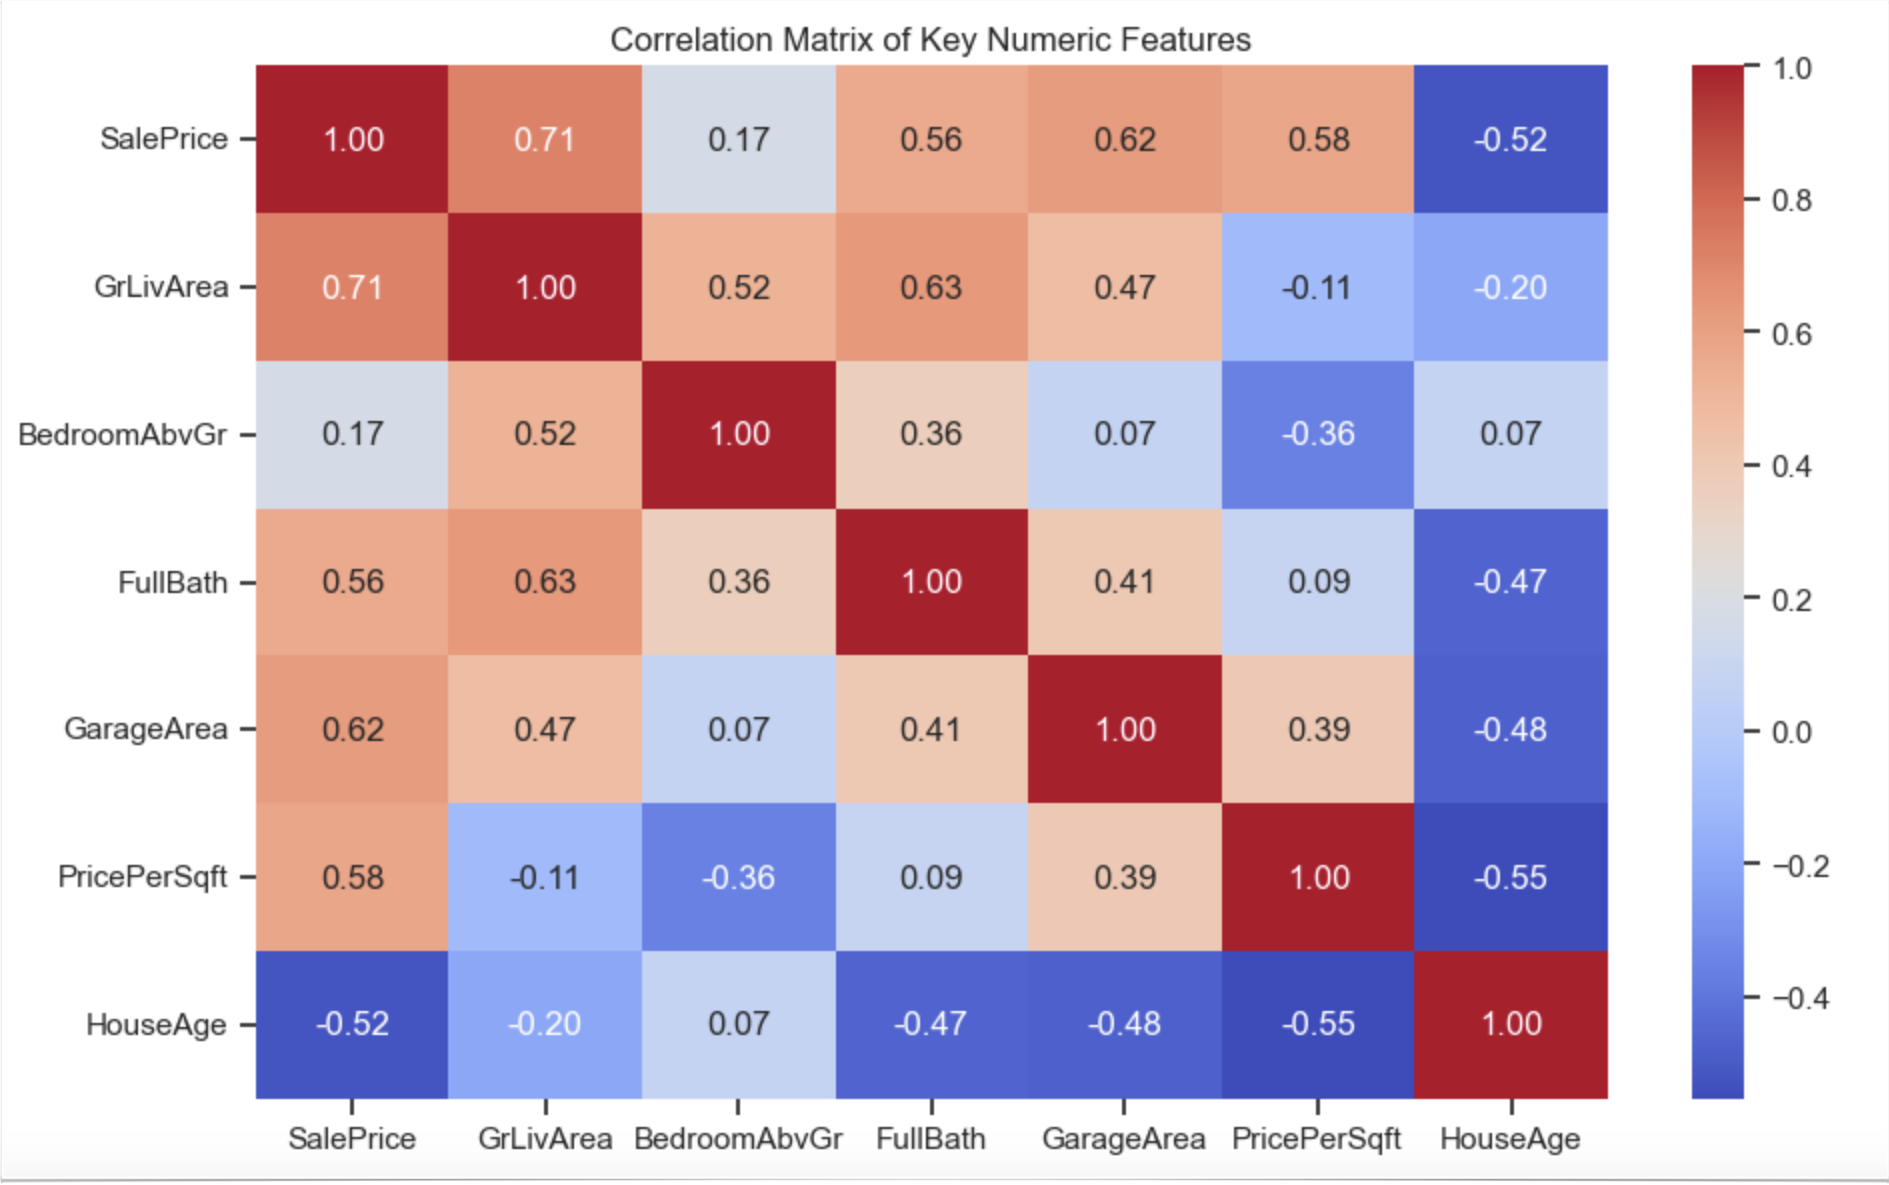 Correlation Matrix of Key Numeric Features
SalePrice 1.00 0.71 0.17 0.56 0.62 0.58 -0.52
GrLivArea 0.71 1.00 0.52 0.63 0.47 -0.11 -0.20
BedroomAbvGr 0.17 0.52 1.00 0.36 0.07 -0.36 0.07
FullBath 0.56 0.63 0.36 1.00 0.41 0.09 -0.47
GarageArea 0.62 0.47 0.07 0.41 1.00 0.39 -0.48
PricePerSqft 0.58 -0.11 -0.36 0.09 0.39 1.00 -0.55
HouseAge -0.52 -0.20 0.07 -0.47 -0.48 -0.55 1.00
SalePrice GrLivArea BedroomAbvGr FullBath GarageArea PricePerSqft HouseAge
1.0
0.8
0.6
0.4
0.2
0.0
−0.2
−0.4